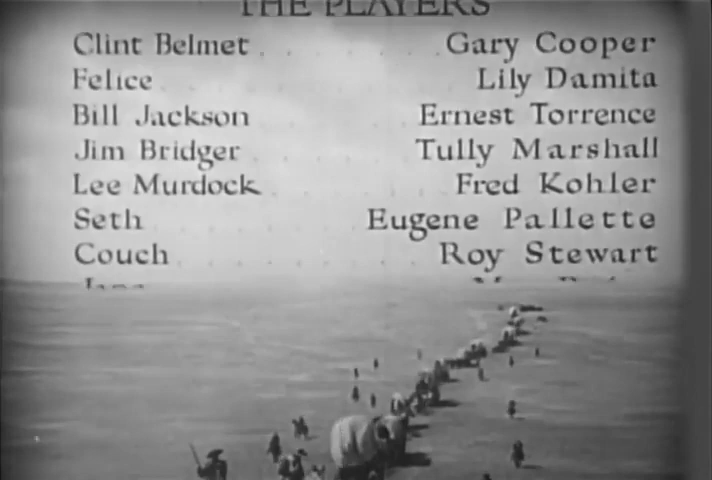 THE PLAYERS
Clint Belmet . . . Gary Cooper
Felice . . . Lily Damita
Bill Jackson . . . Ernest Torrence
Jim Bridger . . . Tully Marshall
Lee Murdock . . . Fred Kohler
Seth . . . Eugene Pallette
Couch . . . Roy Stewart